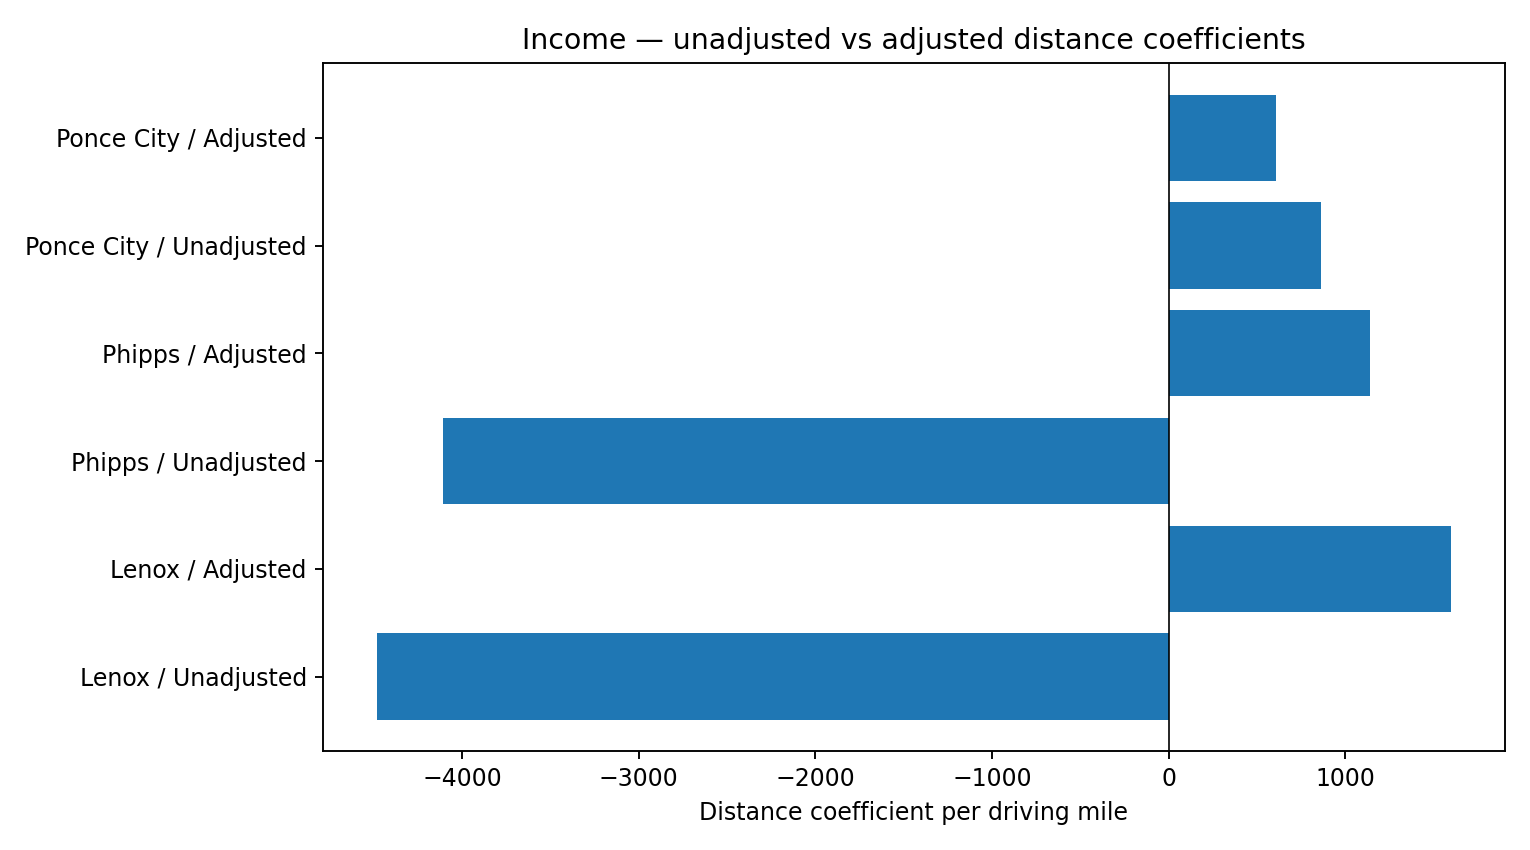 Income — unadjusted vs adjusted distance coefficients
Ponce City / Adjusted
Ponce City / Unadjusted
Phipps / Adjusted
Phipps / Unadjusted
Lenox / Adjusted
Lenox / Unadjusted
−4000 −3000 −2000 −1000 0 1000
Distance coefficient per driving mile